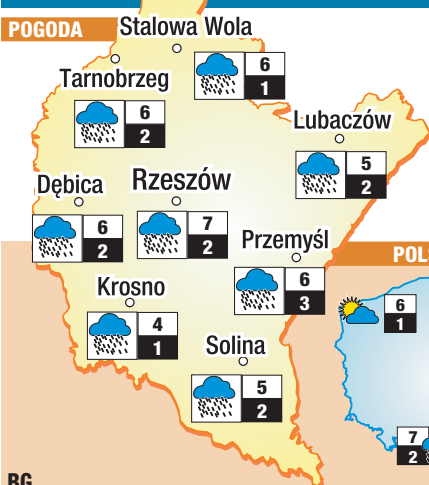 POGODA
Stalowa Wola
6
1
Tarnobrzeg
6
2
Lubaczów
5
2
Dębica
6
2
Rzeszów
7
2
Przemyśl
6
3
Krosno
4
1
Solina
5
2
POLS
6
1
7
2
BG